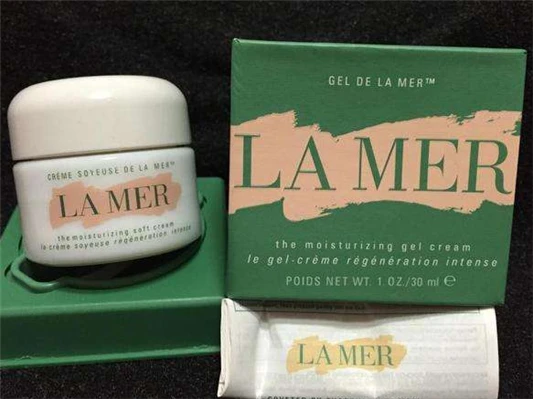 CRÈME SOYEUSE DE LA MER™
LA MER
the moisturizing soft cream
la crème soyeuse régénération intense
GEL DE LA MER™
LA MER
the moisturizing gel cream
le gel-crème régénération intense
POIDS NET WT. 1 OZ./30 ml ℮
LA MER